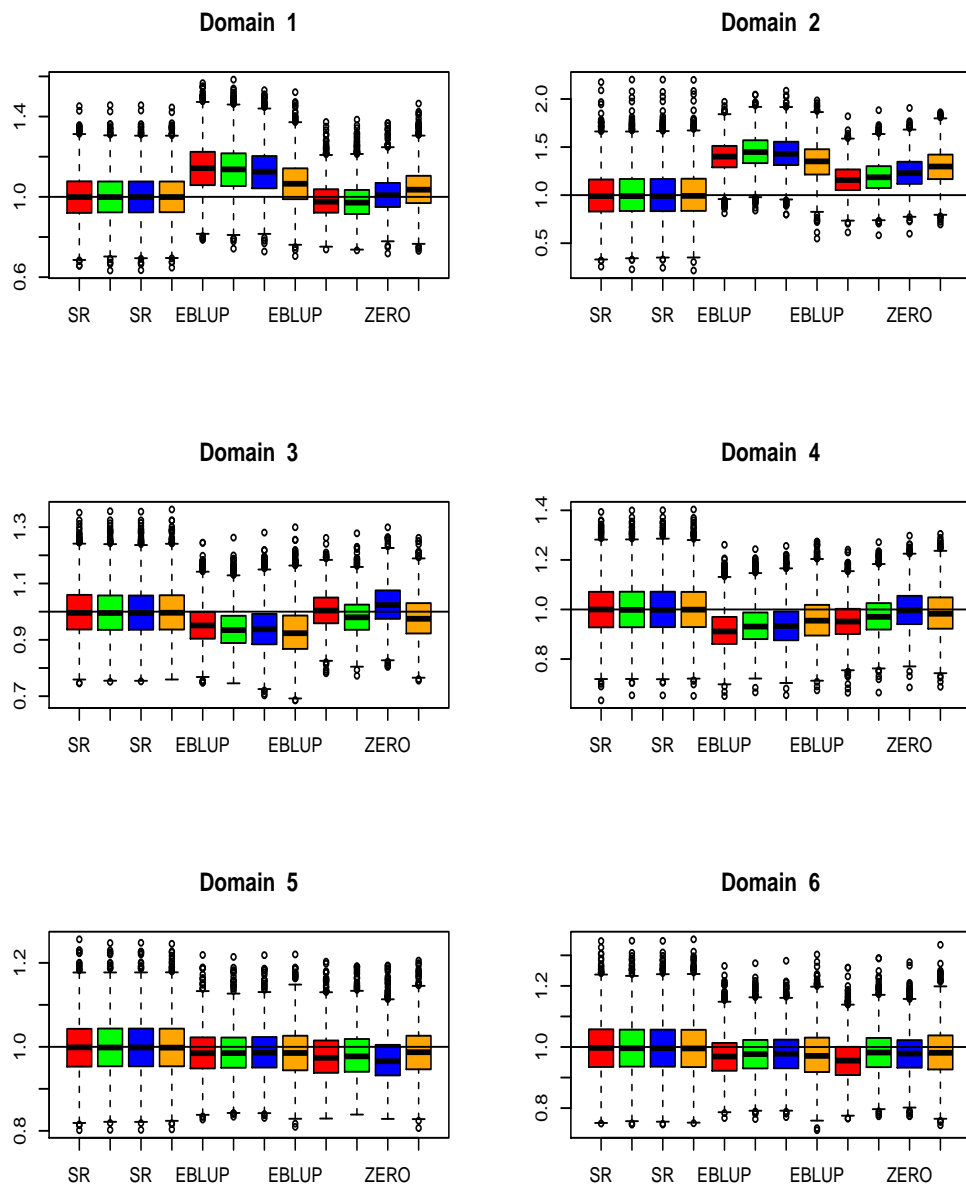 Domain 1
1.4
1.0
0.6
SR SR EBLUP EBLUP ZERO
Domain 2
2.0
1.5
1.0
0.5
SR SR EBLUP EBLUP ZERO
Domain 3
1.3
1.1
0.9
0.7
SR SR EBLUP EBLUP ZERO
Domain 4
1.4
1.2
1.0
0.8
SR SR EBLUP EBLUP ZERO
Domain 5
1.2
1.0
0.8
SR SR EBLUP EBLUP ZERO
Domain 6
1.2
1.0
0.8
SR SR EBLUP EBLUP ZERO